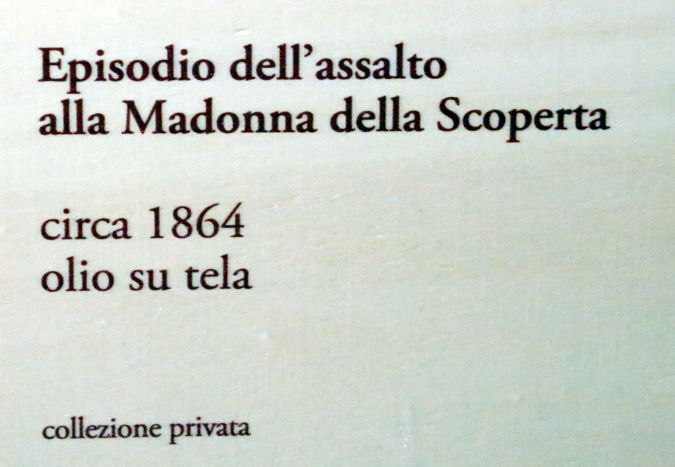 Episodio dell’assalto
alla Madonna della Scoperta
circa 1864
olio su tela
collezione privata